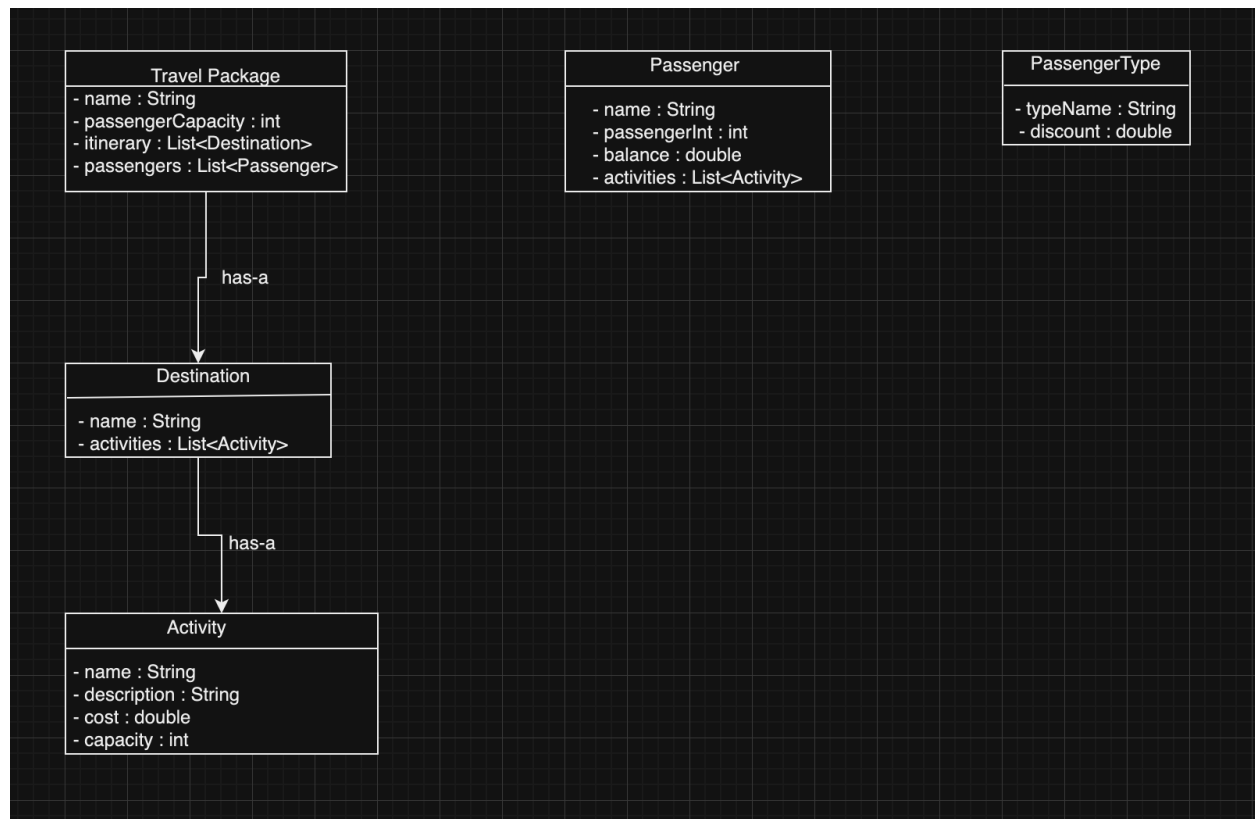 Travel Package
- name : String
- passengerCapacity : int
- itinerary : List<Destination>
- passengers : List<Passenger>
Passenger
- name : String
- passengerInt : int
- balance : double
- activities : List<Activity>
PassengerType
- typeName : String
- discount : double
has-a
Destination
- name : String
- activities : List<Activity>
has-a
Activity
- name : String
- description : String
- cost : double
- capacity : int